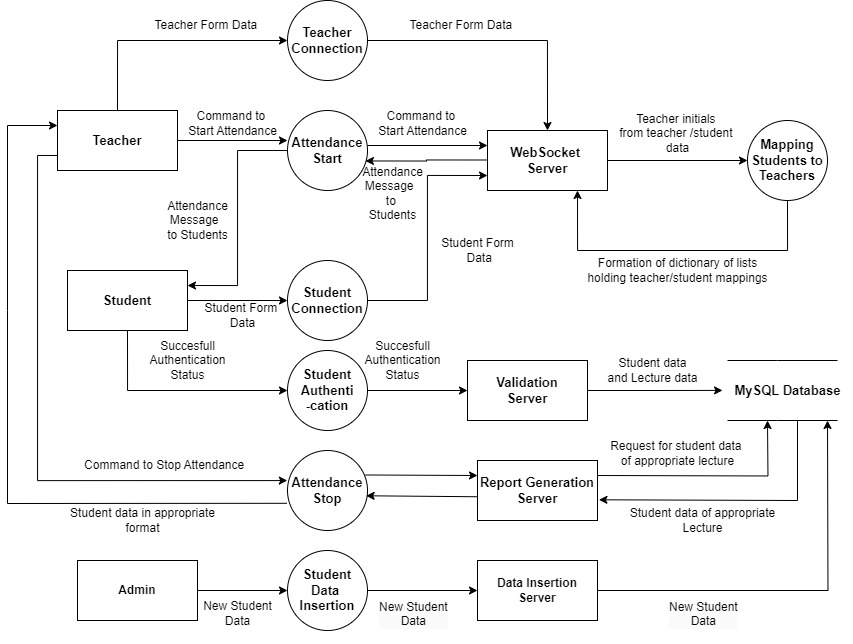 Teacher Form Data
Teacher
Connection
Teacher Form Data
Teacher
Command to
Start Attendance
Attendance
Start
Command to
Start Attendance
WebSocket
Server
Teacher initials
from teacher /student
data
Mapping
Students to
Teachers
Attendance
Message
to Students
Attendance
Message
to
Students
Student Form
Data
Formation of dictionary of lists
holding teacher/student mappings
Student
Student Form
Data
Student
Connection
Succesfull
Authentication
Status
Student
Authenti
-cation
Succesfull
Authentication
Status
Validation
Server
Student data
and Lecture data
MySQL Database
Command to Stop Attendance
Attendance
Stop
Report Generation
Server
Request for student data
of appropriate lecture
Student data in appropriate
format
Student data of appropriate
Lecture
Admin
New Student
Data
Student
Data
Insertion
New Student
Data
Data Insertion
Server
New Student
Data